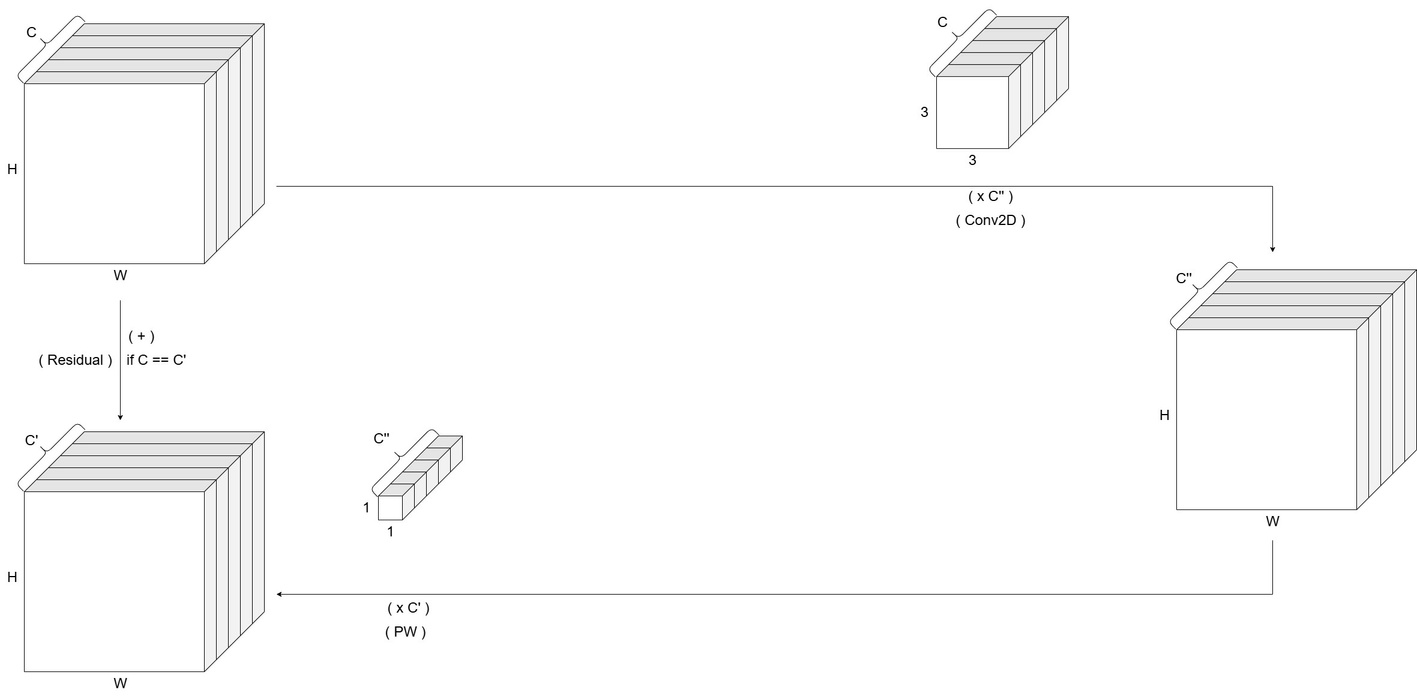 C
H
W
C
3
3
( x C'' )
( Conv2D )
C''
H
W
( + )
( Residual )
if C == C'
C'
H
W
C''
1
1
( x C' )
( PW )